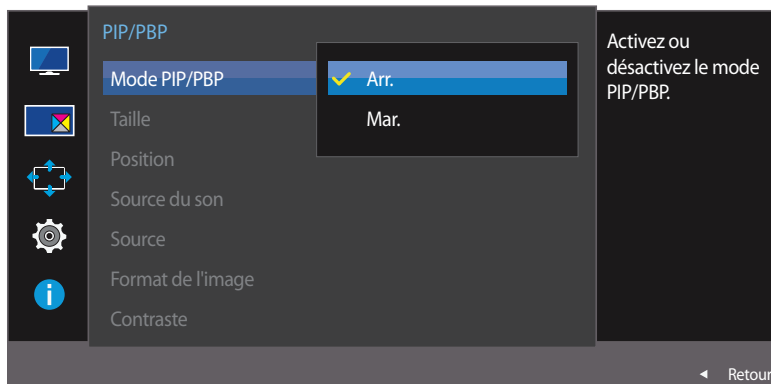 PIP/PBP
Mode PIP/PBP
Arr.
Mar.
Taille
Position
Source du son
Source
Format de l'image
Contraste
Activez ou
désactivez le mode
PIP/PBP.
Retour